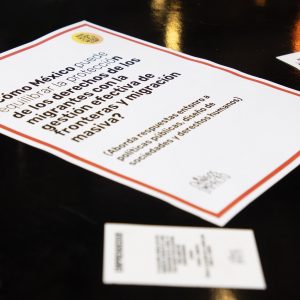 ¿Cómo México puede
equilibrar la protección
de los derechos de los
migrantes con la
gestión efectiva de
fronteras y migración
masiva?
(Aborda respuestas entorno a
políticas públicas, diseño de
sociedades y derechos humanos)